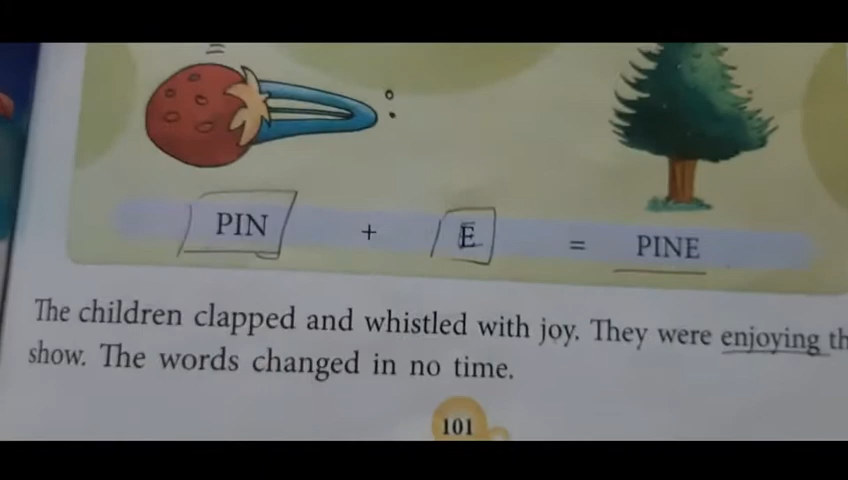 PIN + E = PINE
The children clapped and whistled with joy. They were enjoying th
show. The words changed in no time.
101